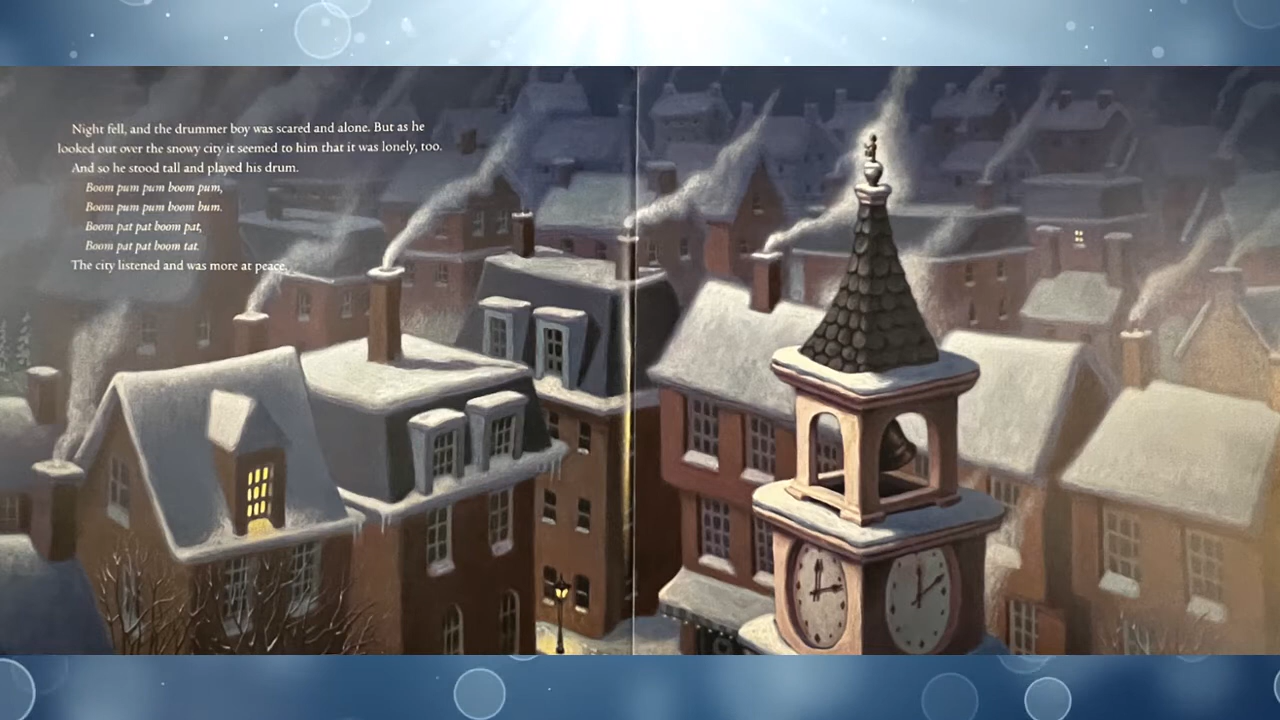 Night fell, and the drummer boy was scared and alone. But as he
looked out over the snowy city it seemed to him that it was lonely, too.
And so he stood tall and played his drum.
Boom pum pum boom pum,
Boom pum pum boom bum.
Boom pat pat boom pat,
Boom pat pat boom tat.
The city listened and was more at peace.